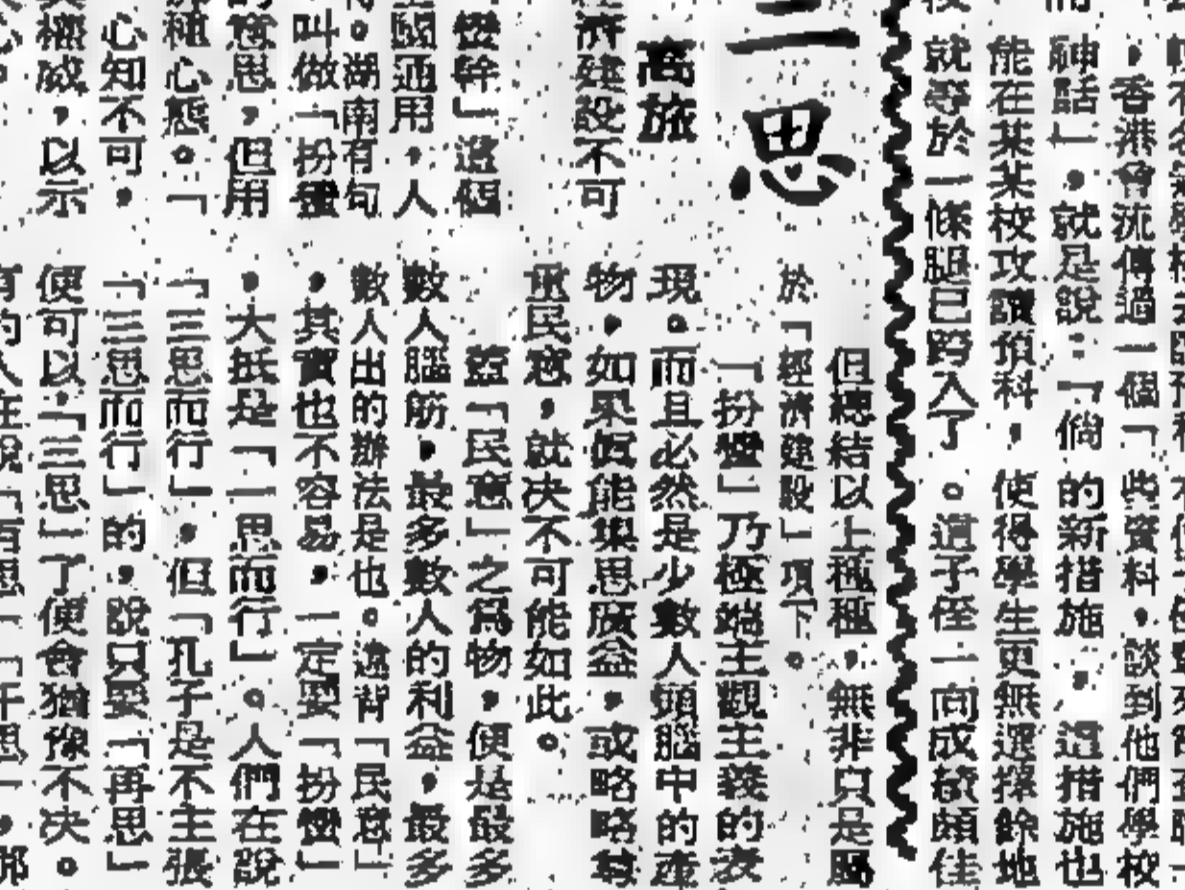 ，香港曾流傳過一個「
神話」，就是說：「倘
能在某某校攻讀預科，
就等於一條腿已跨入了
些資料，談到他們學校
的新措施，這措施也
使得學生更無選擇餘地
。這子侄一向成績頗佳
三思
高旅
濟建設不可
蠻幹」這個
國通用，人
。湖南有句
叫做「扮蠻
意思，但用
種心態。「
心知不可，
極威，以示
但總結以上種種，無非只是屬
於「經濟建設」項下。
「扮蠻」乃極端主觀主義的表
現。而且必然是少數人頭腦中的產
物，如果眞能集思廣益，或略略尊
重民意，就决不可能如此。
蓋「民意」之爲物，便是最多
數人腦筋，最多數人的利益，最多
數人出的辦法是也。違背「民意」
，其實也不容易，一定要「扮蠻」
，大抵是「一思而行」。人們在說
「三思而行」，但「孔子是不主張
「三思而行」的，說只要「再思」
便可以，「三思」了便會猶豫不决。